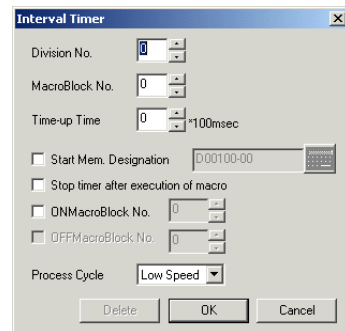 Interval Timer
Division No. 0
MacroBlock No. 0
Time-up Time 0 *100msec
Start Mem. Designation D00100-00
Stop timer after execution of macro
ONMacroBlock No. 0
OFFMacroBlock No. 0
Process Cycle Low Speed
Delete OK Cancel